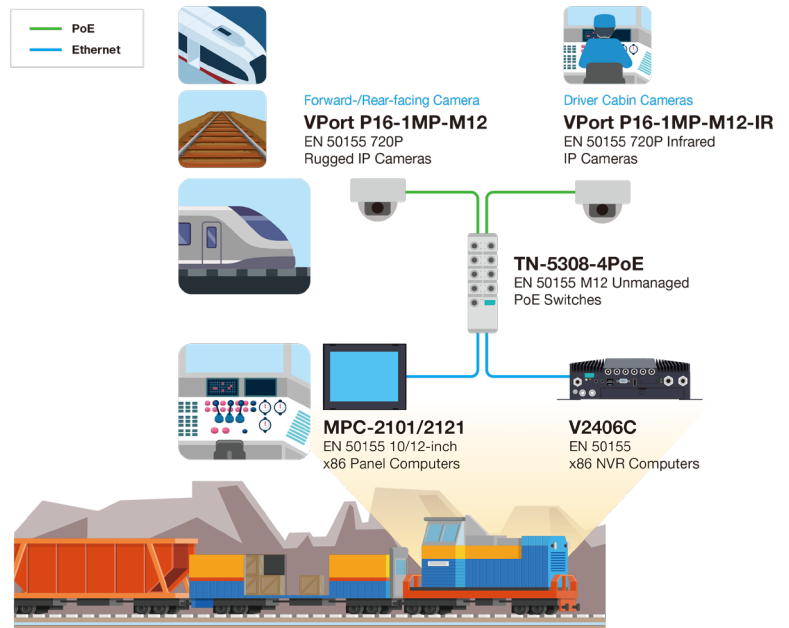 PoE
Ethernet
Forward-/Rear-facing Camera
VPort P16-1MP-M12
EN 50155 720P
Rugged IP Cameras
Driver Cabin Cameras
VPort P16-1MP-M12-IR
EN 50155 720P Infrared
IP Cameras
TN-5308-4PoE
EN 50155 M12 Unmanaged
PoE Switches
MPC-2101/2121
EN 50155 10/12-inch
x86 Panel Computers
V2406C
EN 50155
x86 NVR Computers